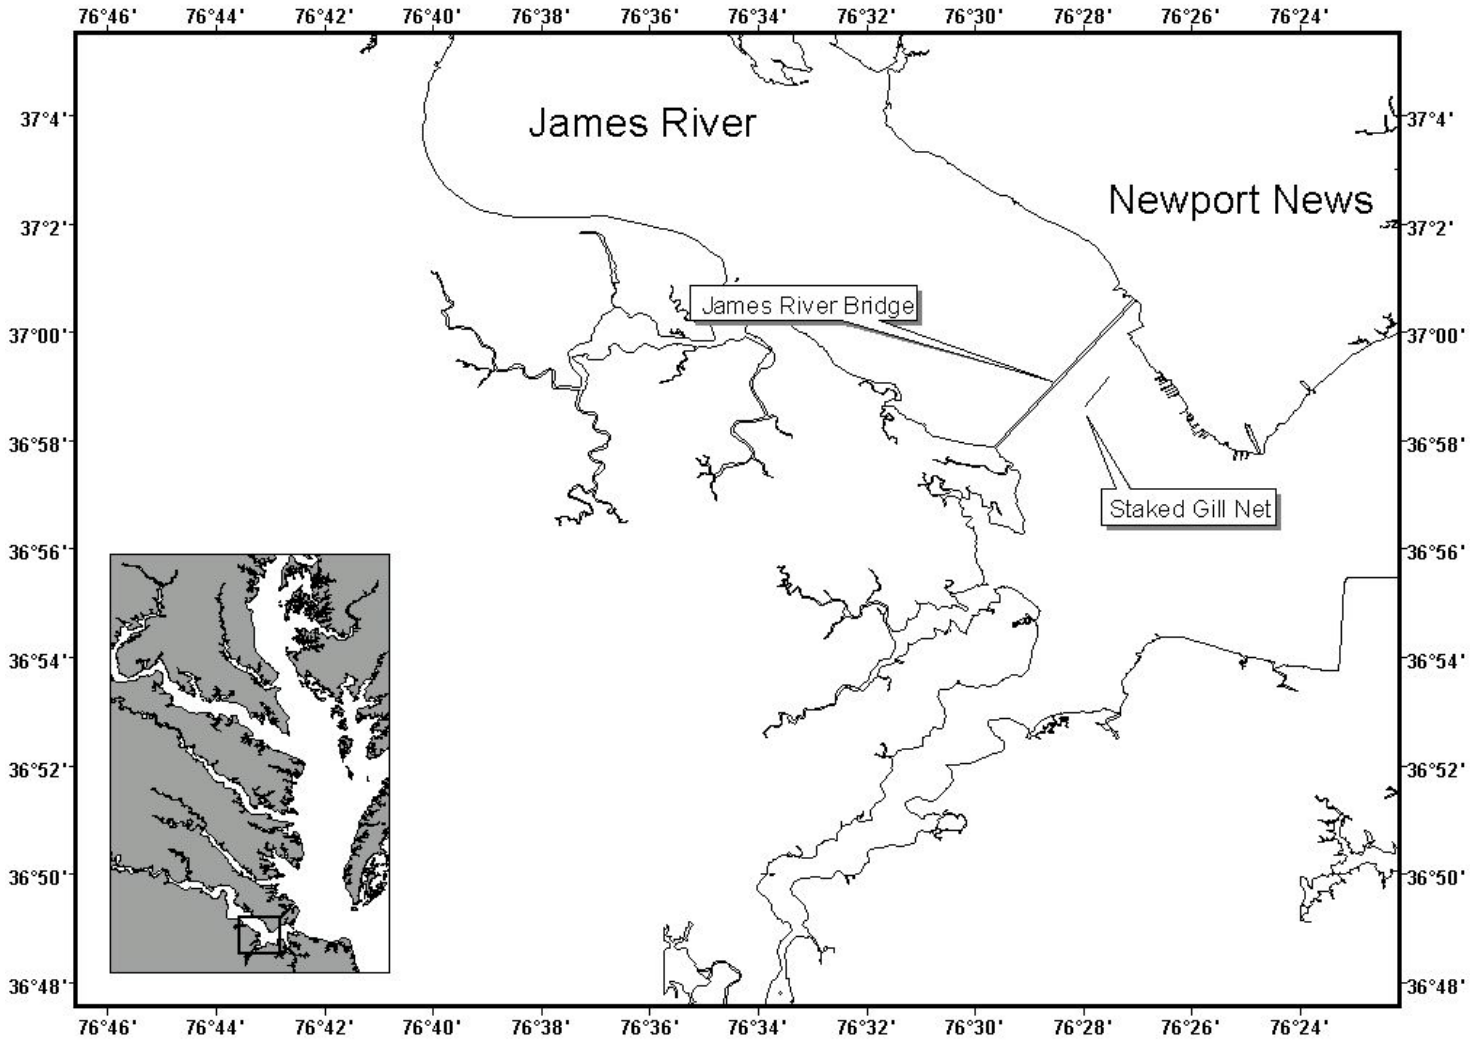 76°46' 76°44' 76°42' 76°40' 76°38' 76°36' 76°34' 76°32' 76°30' 76°28' 76°26' 76°24'
37°4' James River 37°4'
Newport News
37°2' 37°2'
James River Bridge
37°00' 37°00'
36°58' 36°58'
Staked Gill Net
36°56' 36°56'
36°54' 36°54'
36°52' 36°52'
36°50' 36°50'
36°48' 36°48'
76°46' 76°44' 76°42' 76°40' 76°38' 76°36' 76°34' 76°32' 76°30' 76°28' 76°26' 76°24'